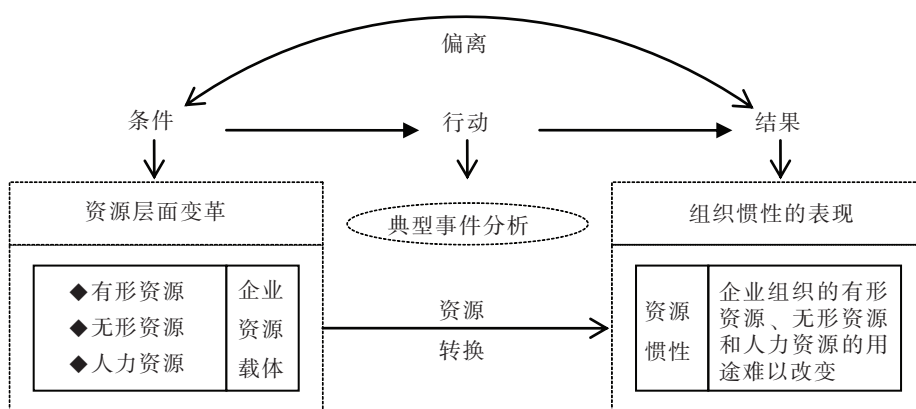 偏离
条件
行动
结果
资源层面变革
典型事件分析
组织惯性的表现
◆有形资源
◆无形资源
◆人力资源
企业
资源
载体
资源
转换
资源
惯性
企业组织的有形
资源、无形资源
和人力资源的用
途难以改变